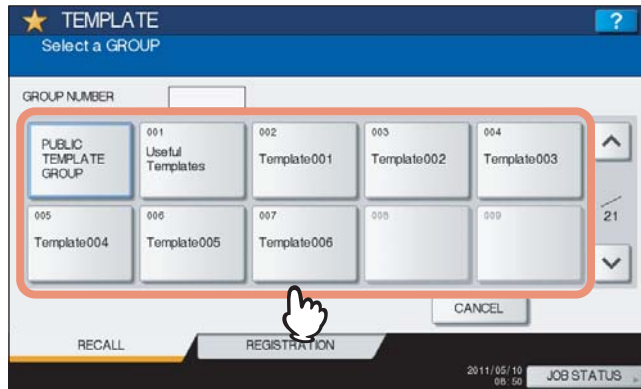 TEMPLATE
?
Select a GROUP
GROUP NUMBER
PUBLIC
TEMPLATE
GROUP
001
Useful
Templates
002
Template001
003
Template002
004
Template003
005
Template004
006
Template005
007
Template006
008
009
21
CANCEL
RECALL
REGISTRATION
2011/05/10
08:50
JOB STATUS